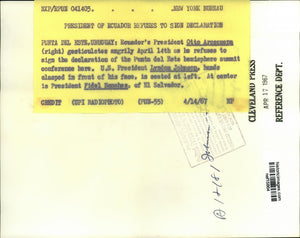 NXP/EPUN 041403. NEW YORK BUREAU
PRESIDENT OF ECUADOR REFUSES TO SIGN DECLARATION
PUNTA DEL ESTE, URUGUAY: Ecuador's President Otto Arosemena
(right) gesticulates angrily April 14th as he refuses to
sign the declaration of the Punta del Este hemisphere summit
conference here. U.S. President Lyndon Johnson, hands
clasped in front of his face, is seated at left. At center
is President Fidel Sanchez, of El Salvador.
CREDIT (UPI RADIOPHOTO) (PUN-55) 4/14/67 NP
CLEVELAND PRESS
APR 17 1967
REFERENCE DEPT.